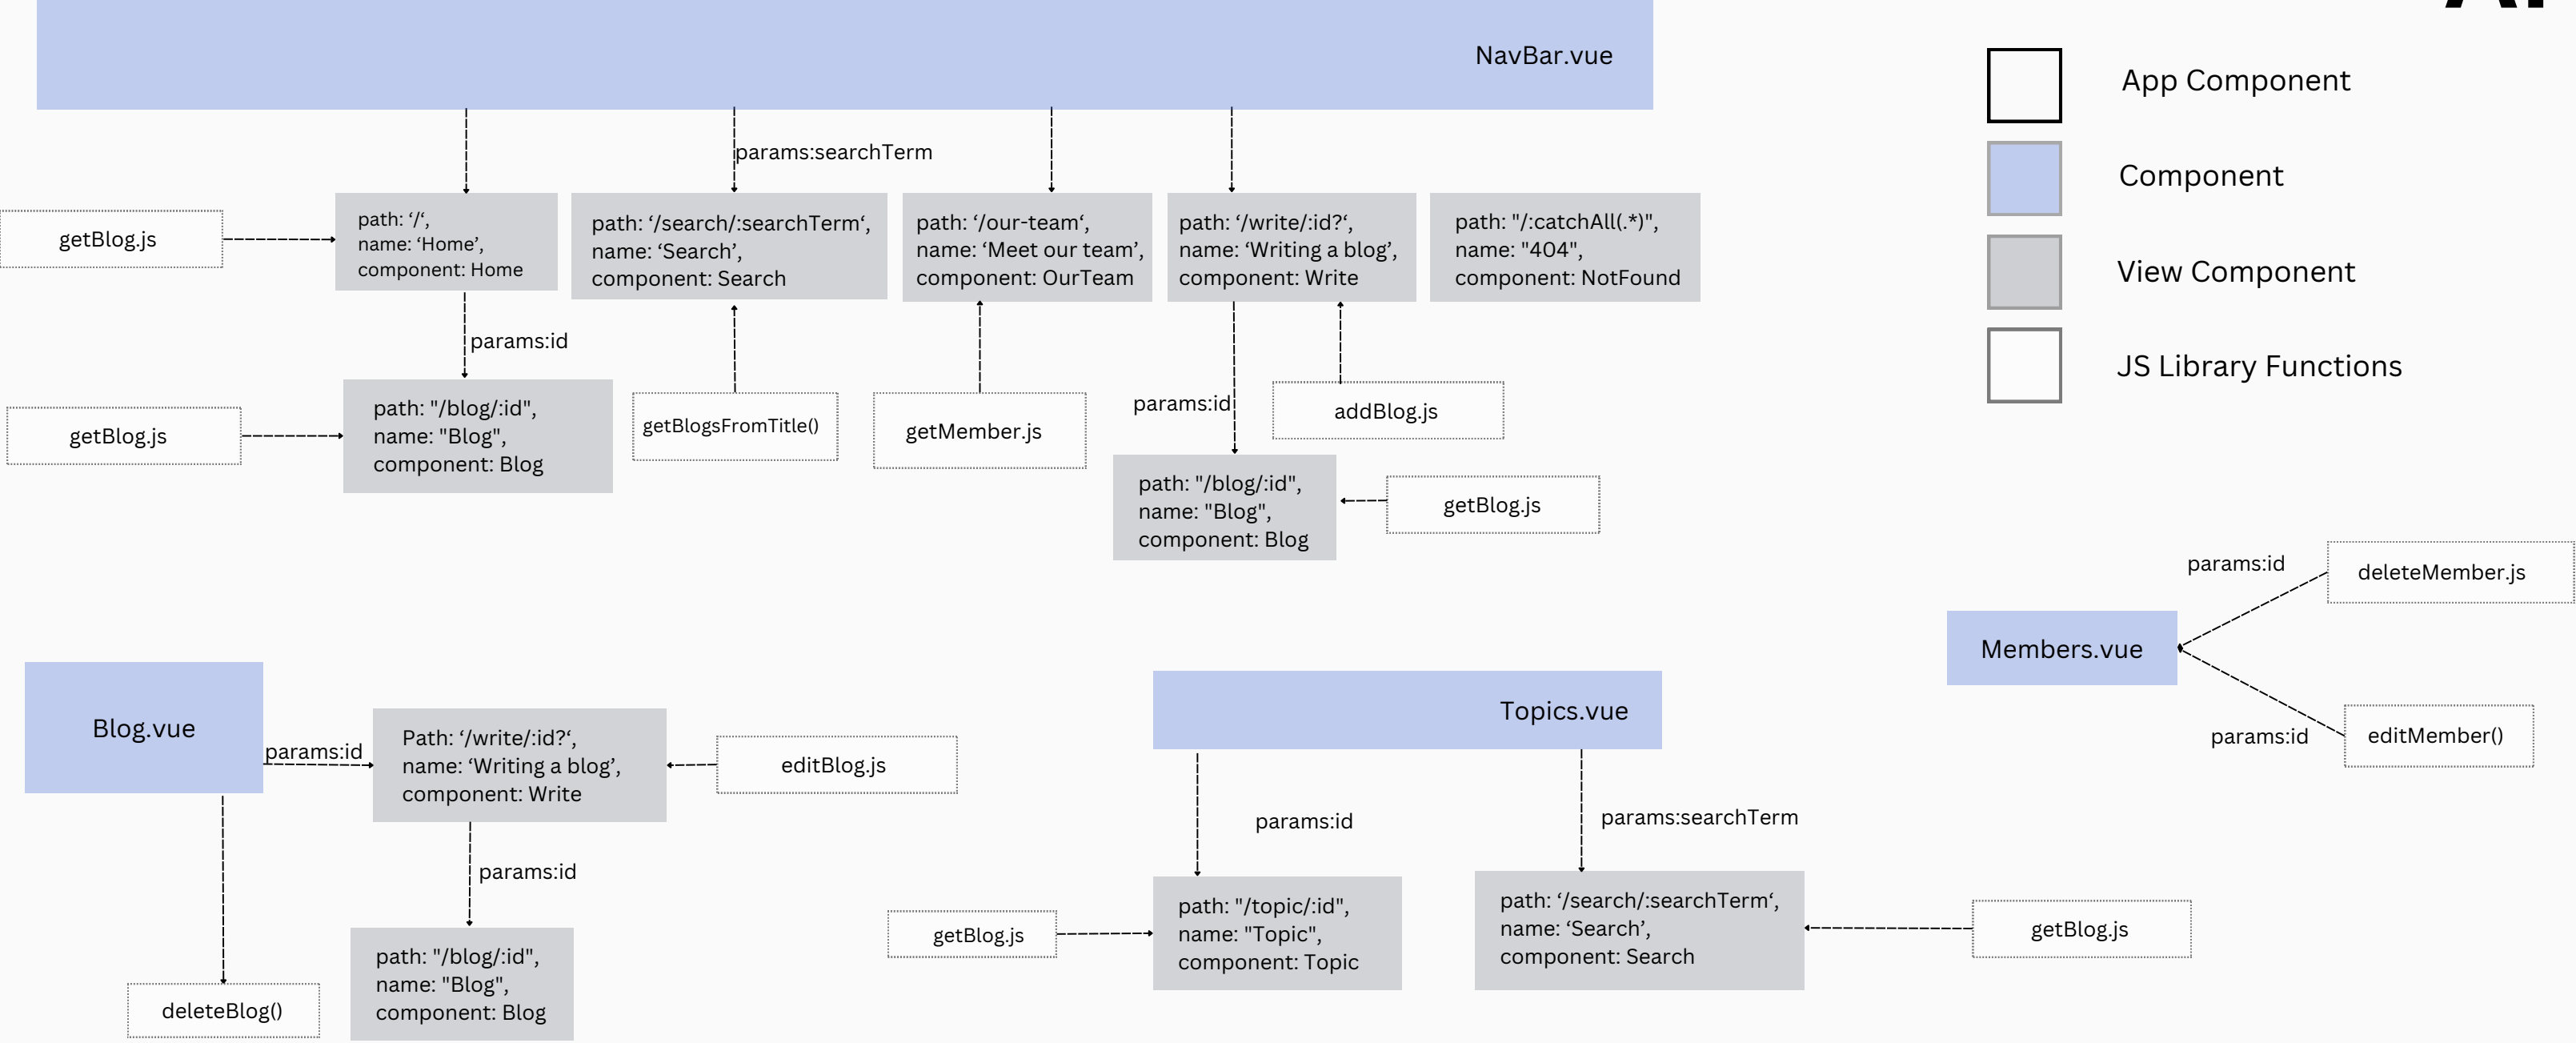 NavBar.vue
App Component
Component
View Component
JS Library Functions
params:searchTerm
getBlog.js
path: ‘/‘,
name: ‘Home’,
component: Home
path: ‘/search/:searchTerm‘,
name: ‘Search’,
component: Search
path: ‘/our-team‘,
name: ‘Meet our team’,
component: OurTeam
path: ‘/write/:id?‘,
name: ‘Writing a blog’,
component: Write
path: "/:catchAll(.*)",
name: "404",
component: NotFound
params:id
getBlog.js
path: "/blog/:id",
name: "Blog",
component: Blog
getBlogsFromTitle()
getMember.js
params:id
addBlog.js
path: "/blog/:id",
name: "Blog",
component: Blog
getBlog.js
params:id
deleteMember.js
Members.vue
params:id
editMember()
Blog.vue
params:id
Path: ‘/write/:id?‘,
name: ‘Writing a blog’,
component: Write
editBlog.js
params:id
path: "/blog/:id",
name: "Blog",
component: Blog
deleteBlog()
Topics.vue
params:id
params:searchTerm
getBlog.js
path: "/topic/:id",
name: "Topic",
component: Topic
path: ‘/search/:searchTerm‘,
name: ‘Search’,
component: Search
getBlog.js